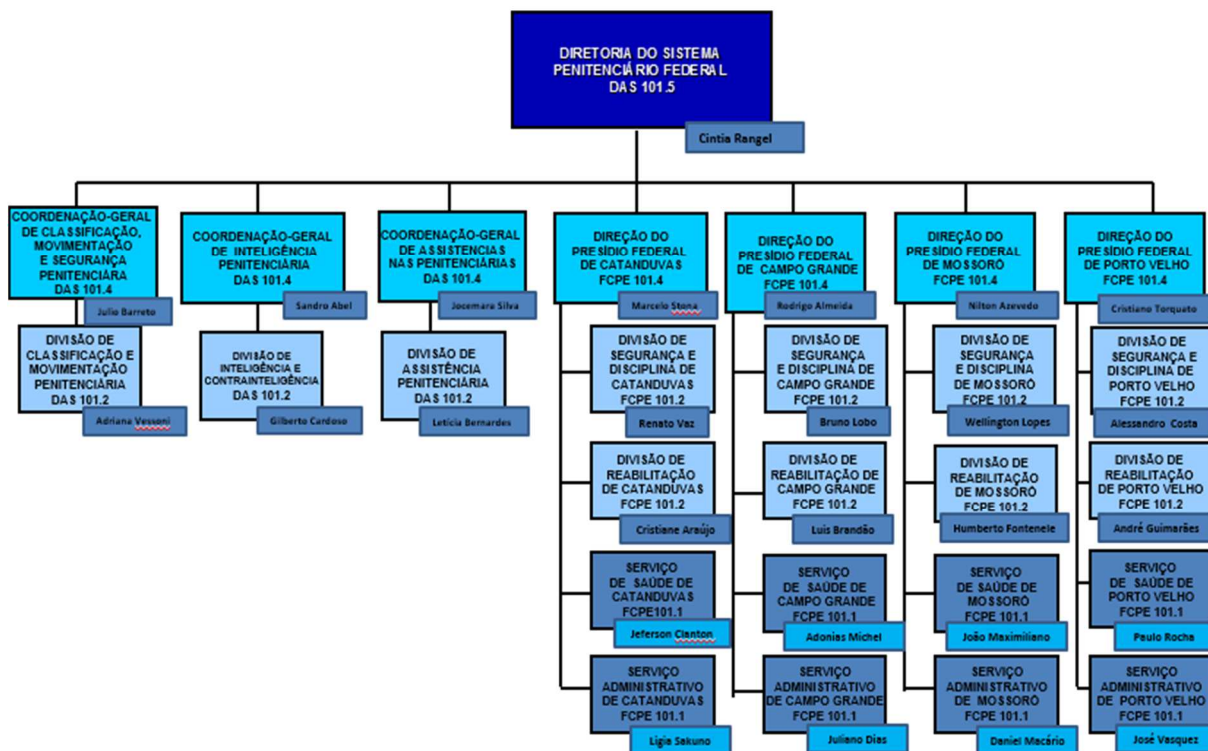 DIRETORIA DO SISTEMA
PENITENCIÁRIO FEDERAL
DAS 101.5
Cintia Rangel
COORDENAÇÃO-GERAL
DE CLASSIFICAÇÃO,
MOVIMENTAÇÃO
E SEGURANÇA
PENITENCIÁRA
DAS 101.4
Julio Barreto
COORDENAÇÃO-GERAL
DE INTELIGÊNCIA
PENITENCIÁRIA
DAS 101.4
Sandro Abel
COORDENAÇÃO-GERAL
DE ASSISTENCIAS
NAS PENITENCIÁRIAS
DAS 101.4
Jocemara Silva
DIREÇÃO DO
PRESÍDIO FEDERAL
DE CATANDUVAS
FCPE 101.4
Marcelo Stona
DIREÇÃO DO
PRESÍDIO FEDERAL
DE CAMPO GRANDE
FCPE 101.4
Rodrigo Almeida
DIREÇÃO DO
PRESÍDIO FEDERAL
DE MOSSORÓ
FCPE 101.4
Nilton Azevedo
DIREÇÃO DO
PRESÍDIO FEDERAL
DE PORTO VELHO
FCPE 101.4
Cristiano Torquato
DIVISÃO DE
CLASSIFICAÇÃO E
MOVIMENTAÇÃO
PENITENCIÁRIA
DAS 101.2
Adriana Vessoni
DIVISÃO DE
INTELIGÊNCIA E
CONTRAINTELIGÊNCIA
DAS 101.2
Gilberto Cardoso
DIVISÃO DE
ASSISTÊNCIA
PENITENCIÁRIA
DAS 101.2
Letícia Bernardes
DIVISÃO DE
SEGURANÇA E
DISCIPLINA DE
CATANDUVAS
FCPE 101.2
Renato Vaz
DIVISÃO DE
SEGURANÇA
E DISCIPLINA DE
CAMPO GRANDE
FCPE 101.2
Bruno Lobo
DIVISÃO DE
SEGURANÇA
E DISCIPLINA
DE MOSSORÓ
FCPE 101.2
Wellington Lopes
DIVISÃO DE
SEGURANÇA E
DISCIPLINA DE
PORTO VELHO
FCPE 101.2
Alessandro Costa
DIVISÃO DE
REABILITAÇÃO
DE CATANDUVAS
FCPE 101.2
Cristiane Araújo
DIVISÃO DE
REABILITAÇÃO DE
CAMPO GRANDE
FCPE 101.2
Luis Brandão
DIVISÃO DE
REABILITAÇÃO
DE MOSSORÓ
FCPE 101.2
Humberto Fontenele
DIVISÃO DE
REABILITAÇÃO
DE PORTO VELHO
FCPE 101.2
André Guimarães
SERVIÇO
DE SAÚDE DE
CATANDUVAS
FCPE101.1
Jeferson Clanton
SERVIÇO
DE SAÚDE DE
CAMPO GRANDE
FCPE 101.1
Adonias Michel
SERVIÇO
DE SAÚDE DE
MOSSORÓ
FCPE 101.1
João Maximiliano
SERVIÇO
DE SAÚDE DE
PORTO VELHO
FCPE 101.1
Paulo Rocha
SERVIÇO
ADMINISTRATIVO
DE CATANDUVAS
FCPE 101.1
Ligia Sakuno
SERVIÇO
ADMINISTRATIVO
DE CAMPO GRANDE
FCPE 101.1
Juliano Dias
SERVIÇO
ADMINISTRATIVO
DE MOSSORÓ
FCPE 101.1
Daniel Macário
SERVIÇO
ADMINISTRATIVO
DE PORTO VELHO
FCPE 101.1
José Vasquez